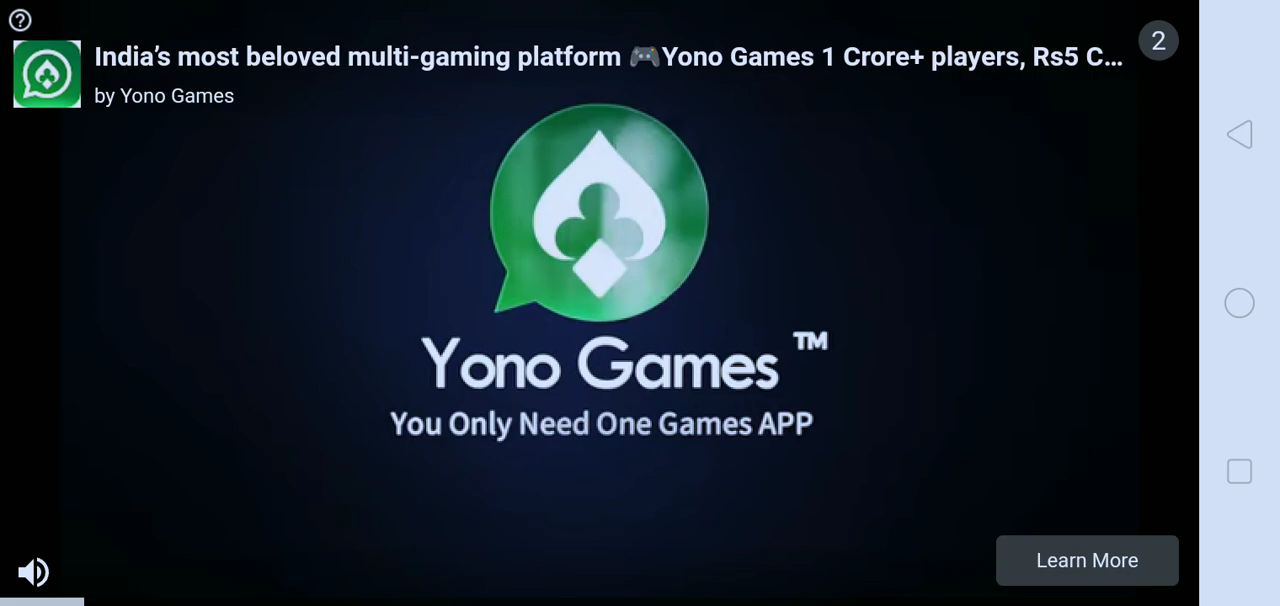 India’s most beloved multi-gaming platform 🎮Yono Games 1 Crore+ players, Rs5 C...
2
by Yono Games
Yono Games ™
You Only Need One Games APP
Learn More